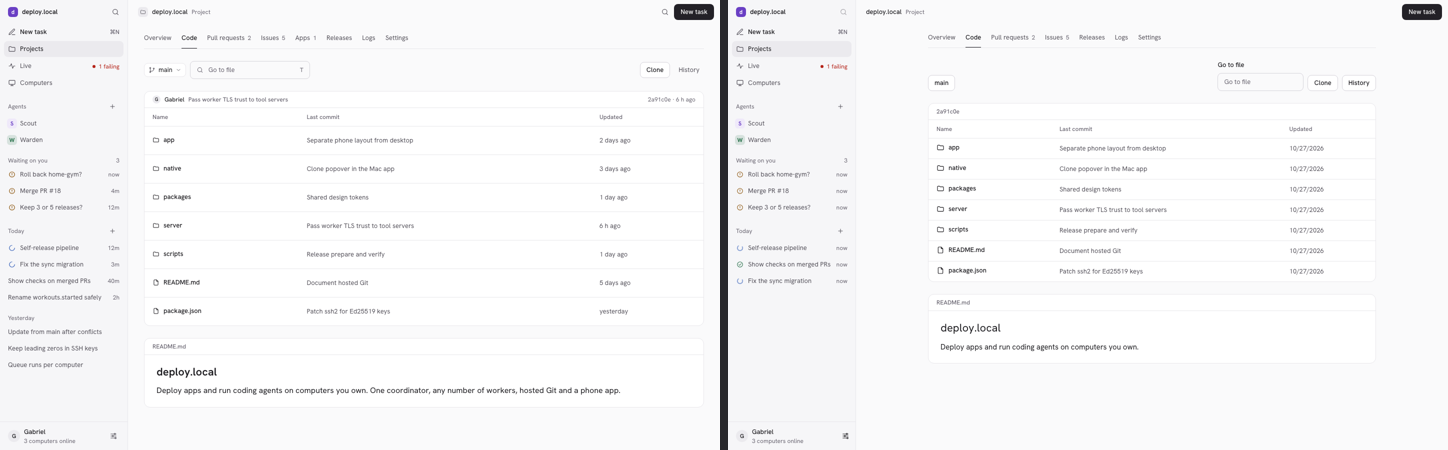 d deploy.local
New task ⌘N
Projects
Live 1 failing
Computers
Agents
S Scout
W Warden
Waiting on you 3
Roll back home-gym? now
Merge PR #18 4m
Keep 3 or 5 releases? 12m
Today
Self-release pipeline 12m
Fix the sync migration 3m
Show checks on merged PRs 40m
Rename workouts.started safely 2h
Yesterday
Update from main after conflicts
Keep leading zeros in SSH keys
Queue runs per computer
G Gabriel
3 computers online
deploy.local Project New task
Overview Code Pull requests 2 Issues 5 Apps 1 Releases Logs Settings
main Go to file T Clone History
G Gabriel Pass worker TLS trust to tool servers 2a91c0e · 6 h ago
Name Last commit Updated
app Separate phone layout from desktop 2 days ago
native Clone popover in the Mac app 3 days ago
packages Shared design tokens 1 day ago
server Pass worker TLS trust to tool servers 6 h ago
scripts Release prepare and verify 1 day ago
README.md Document hosted Git 5 days ago
package.json Patch ssh2 for Ed25519 keys yesterday
README.md
deploy.local
Deploy apps and run coding agents on computers you own. One coordinator, any number of workers, hosted Git and a phone app.
d deploy.local
New task ⌘N
Projects
Live 1 failing
Computers
Agents
S Scout
W Warden
Waiting on you 3
Roll back home-gym? now
Merge PR #18 now
Keep 3 or 5 releases? now
Today
Self-release pipeline now
Show checks on merged PRs now
Fix the sync migration now
G Gabriel
3 computers online
deploy.local Project New task
Overview Code Pull requests 2 Issues 5 Releases Logs Settings
Go to file
main Go to file Clone History
2a91c0e
Name Last commit Updated
app Separate phone layout from desktop 10/27/2026
native Clone popover in the Mac app 10/27/2026
packages Shared design tokens 10/27/2026
server Pass worker TLS trust to tool servers 10/27/2026
scripts Release prepare and verify 10/27/2026
README.md Document hosted Git 10/27/2026
package.json Patch ssh2 for Ed25519 keys 10/27/2026
README.md
deploy.local
Deploy apps and run coding agents on computers you own.